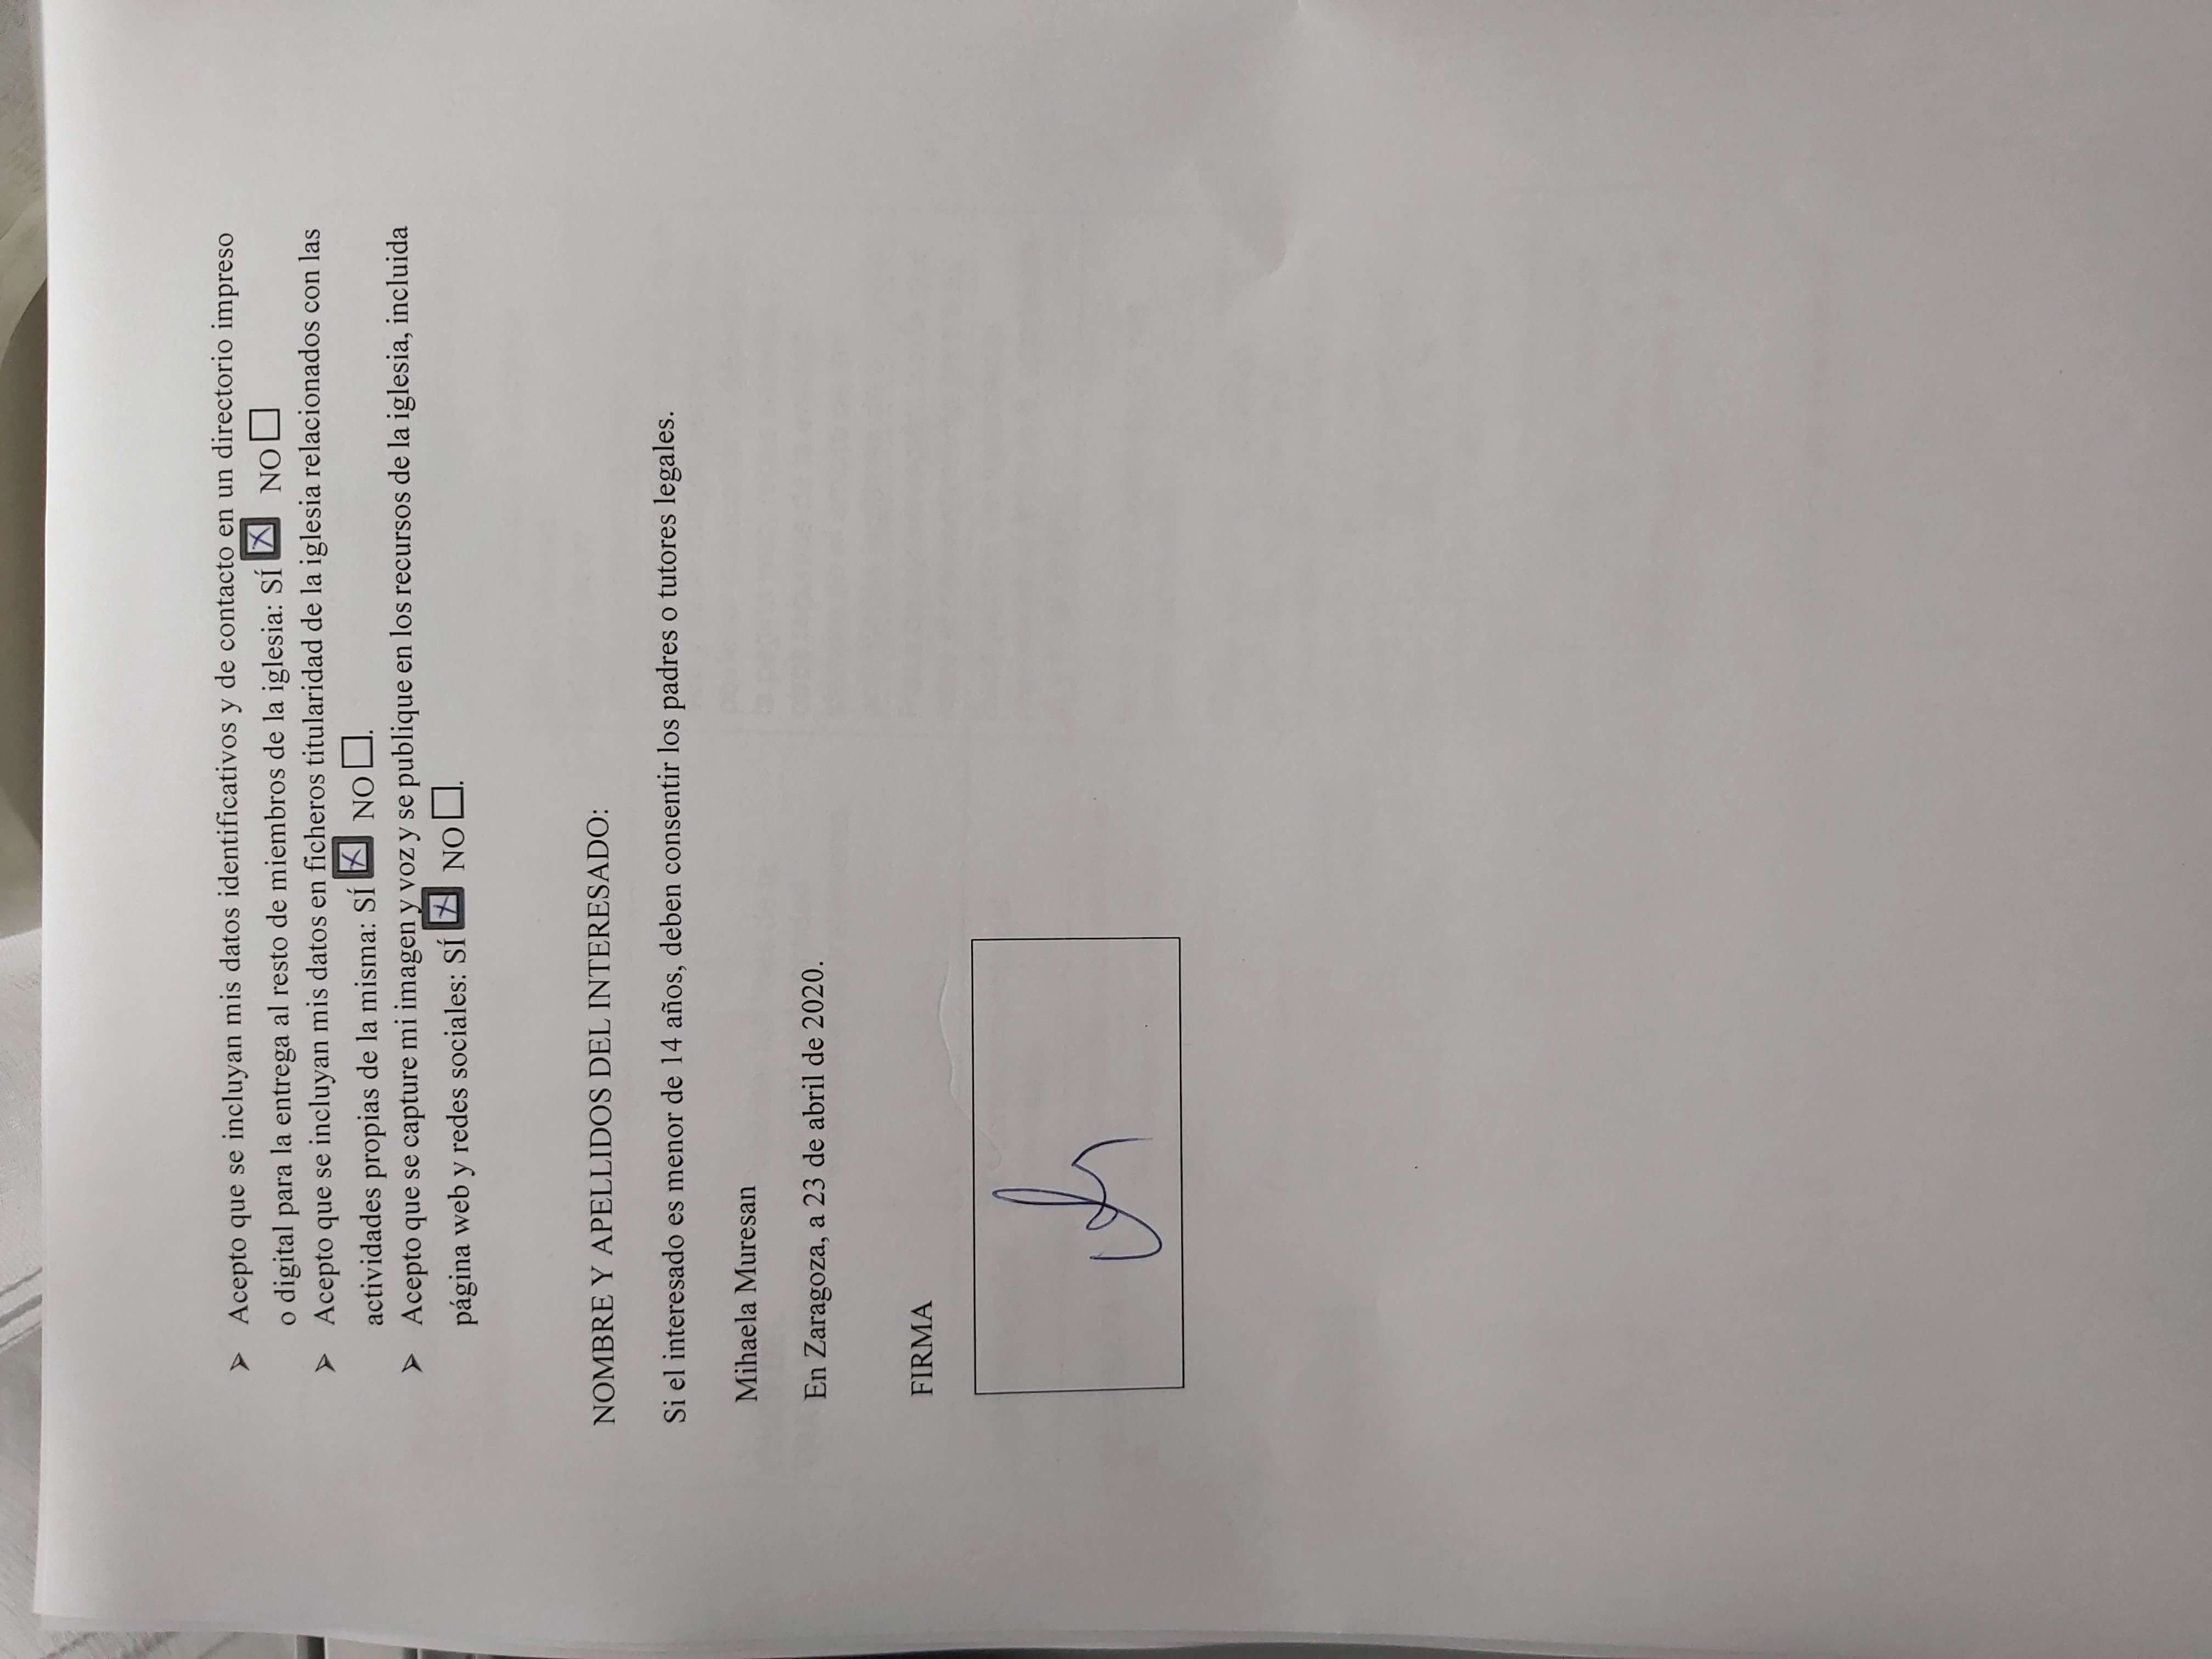 ➢ Acepto que se incluyan mis datos identificativos y de contacto en un directorio impreso
o digital para la entrega al resto de miembros de la iglesia: SÍ ☒ NO ☐
➢ Acepto que se incluyan mis datos en ficheros titularidad de la iglesia relacionados con las
actividades propias de la misma: SÍ ☒ NO ☐.
➢ Acepto que se capture mi imagen y voz y se publique en los recursos de la iglesia, incluida
página web y redes sociales: SÍ ☒ NO ☐.
NOMBRE Y APELLIDOS DEL INTERESADO:
Si el interesado es menor de 14 años, deben consentir los padres o tutores legales.
Mihaela Muresan
En Zaragoza, a 23 de abril de 2020.
FIRMA